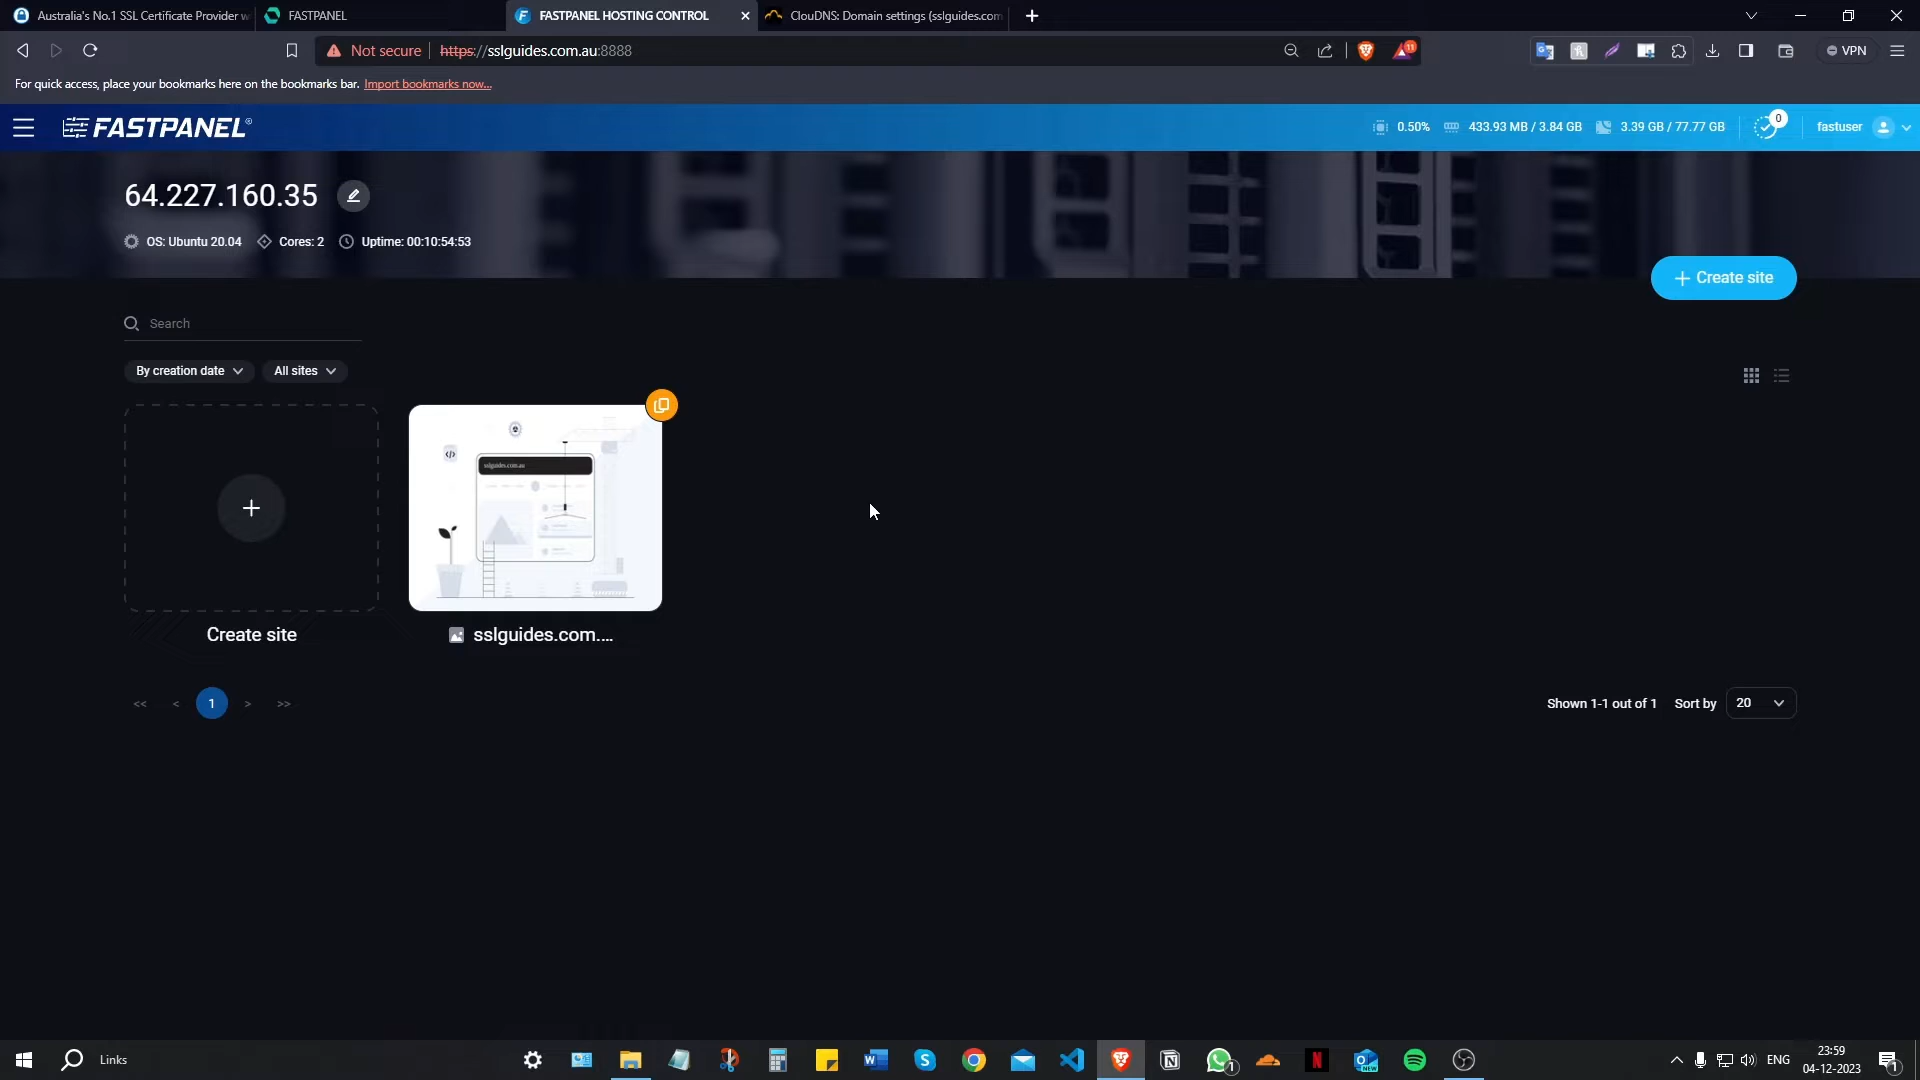 Australia's No.1 SSL Certificate Provider w
FASTPANEL
FASTPANEL HOSTING CONTROL
ClouDNS: Domain settings (sslguides.com
Not secure
https://sslguides.com.au:8888
11
VPN
For quick access, place your bookmarks here on the bookmarks bar. Import bookmarks now...
FASTPANEL
0.50%
433.93 MB / 3.84 GB
3.39 GB / 77.77 GB
0
fastuser
64.227.160.35
OS: Ubuntu 20.04
Cores: 2
Uptime: 00:10:54:53
+ Create site
Search
By creation date
All sites
sslguides.com.au
Create site
sslguides.com....
<< < 1 > >>
Shown 1-1 out of 1
Sort by
20
Links
ENG
23:59
04-12-2023